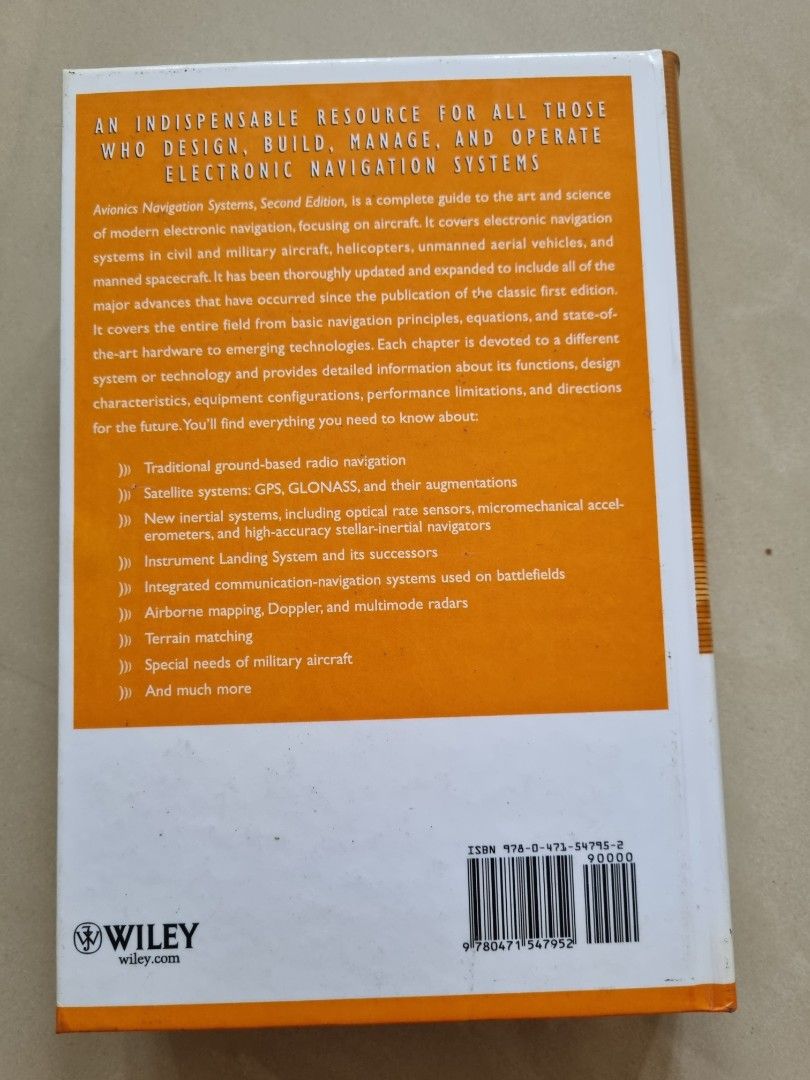 AN INDISPENSABLE RESOURCE FOR ALL THOSE
WHO DESIGN, BUILD, MANAGE, AND OPERATE
ELECTRONIC NAVIGATION SYSTEMS
Avionics Navigation Systems, Second Edition, is a complete guide to the art and science
of modern electronic navigation, focusing on aircraft. It covers electronic navigation
systems in civil and military aircraft, helicopters, unmanned aerial vehicles, and
manned spacecraft. It has been thoroughly updated and expanded to include all of the
major advances that have occurred since the publication of the classic first edition.
It covers the entire field from basic navigation principles, equations, and state-of-
the-art hardware to emerging technologies. Each chapter is devoted to a different
system or technology and provides detailed information about its functions, design
characteristics, equipment configurations, performance limitations, and directions
for the future. You'll find everything you need to know about:
))) Traditional ground-based radio navigation
))) Satellite systems: GPS, GLONASS, and their augmentations
))) New inertial systems, including optical rate sensors, micromechanical accel-
erometers, and high-accuracy stellar-inertial navigators
))) Instrument Landing System and its successors
))) Integrated communication-navigation systems used on battlefields
))) Airborne mapping, Doppler, and multimode radars
))) Terrain matching
))) Special needs of military aircraft
))) And much more
ISBN 978-0-471-54795-2
90000
9 780471 547952
WILEY
wiley.com